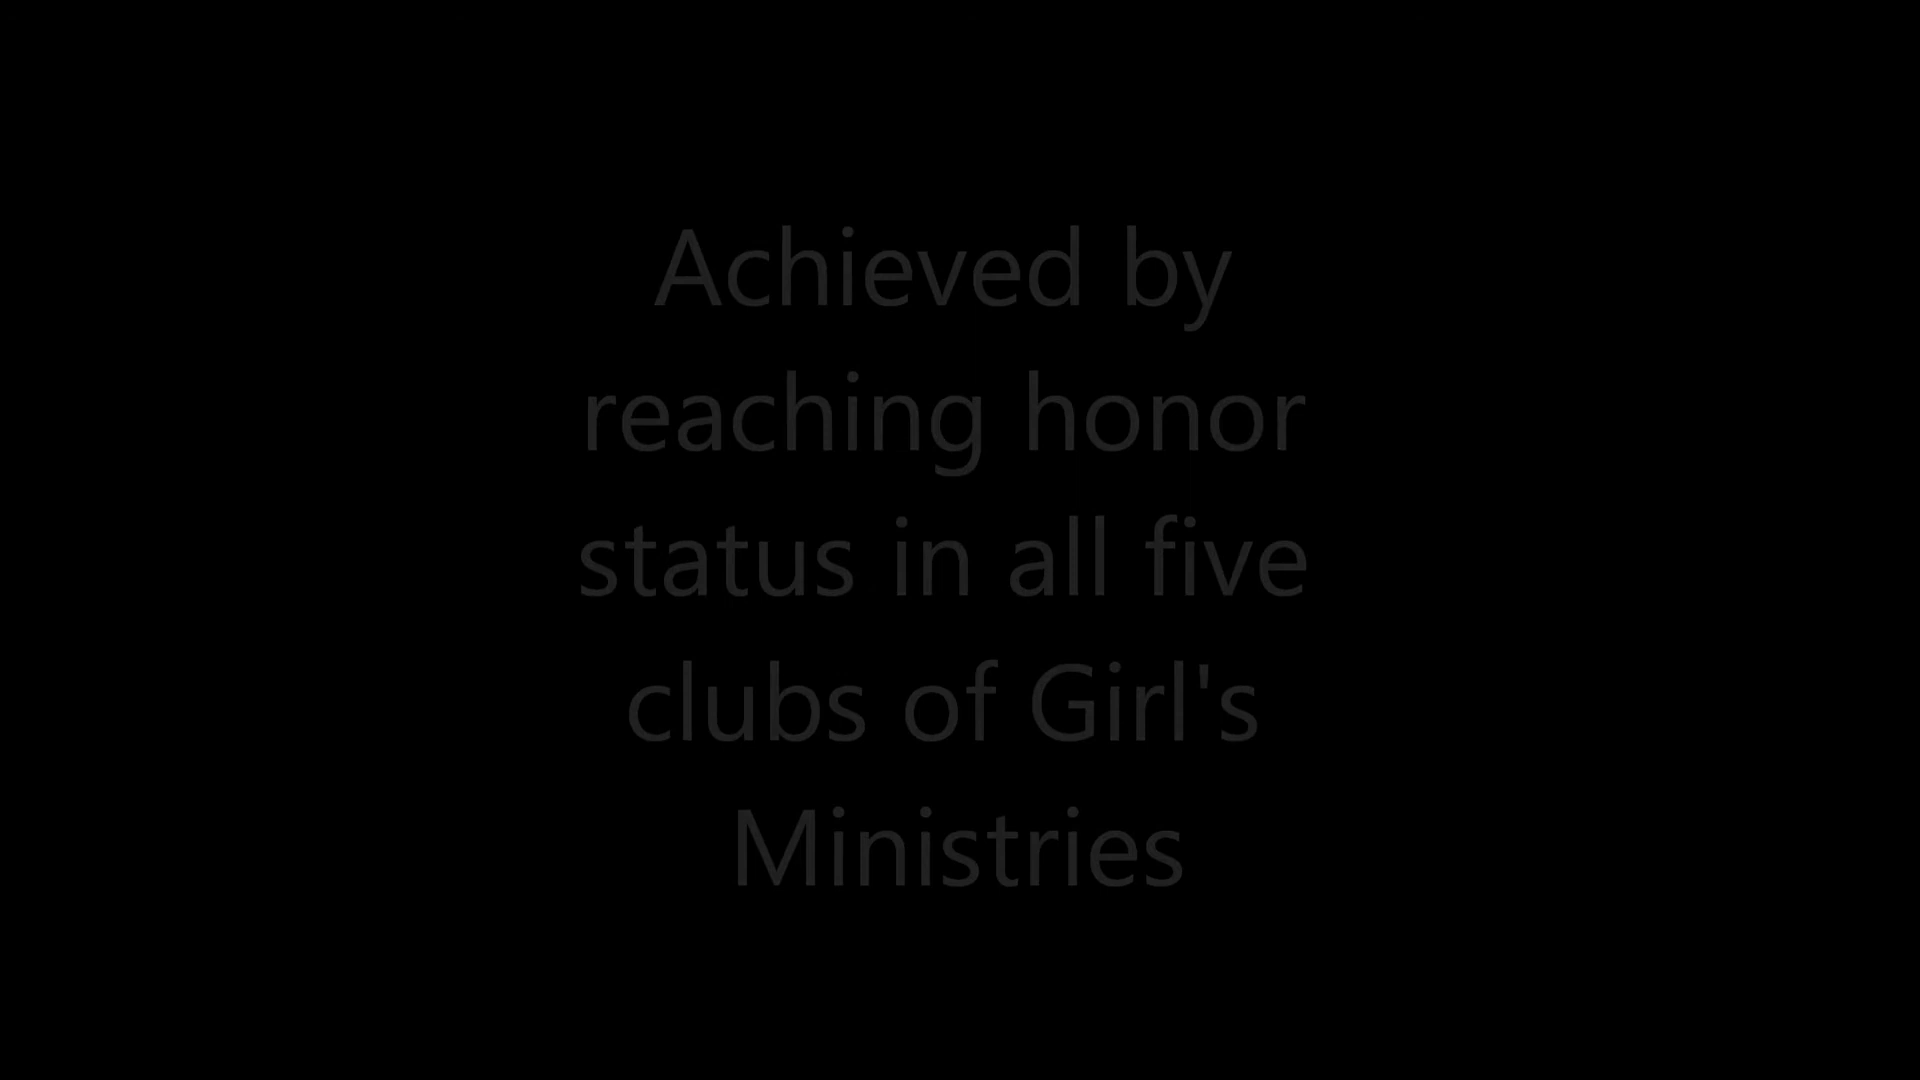 Achieved by
reaching honor
status in all five
clubs of Girl's
Ministries